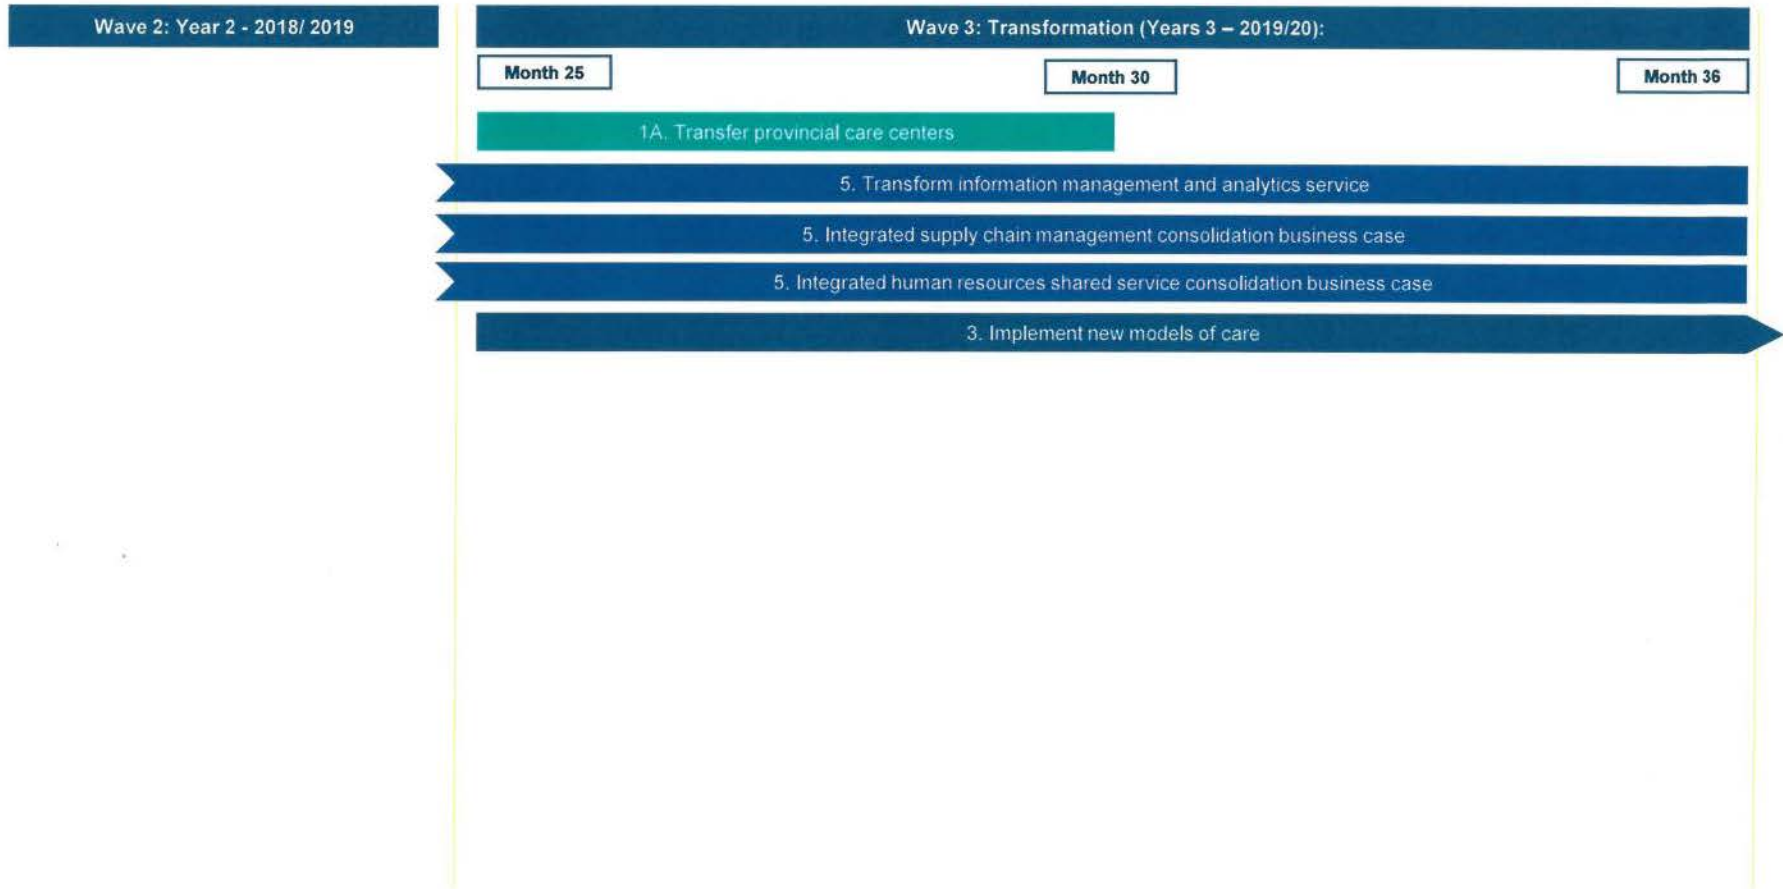 Wave 2: Year 2 - 2018/ 2019
Wave 3: Transformation (Years 3 – 2019/20):
Month 25
Month 30
Month 36
1A. Transfer provincial care centers
5. Transform information management and analytics service
5. Integrated supply chain management consolidation business case
5. Integrated human resources shared service consolidation business case
3. Implement new models of care